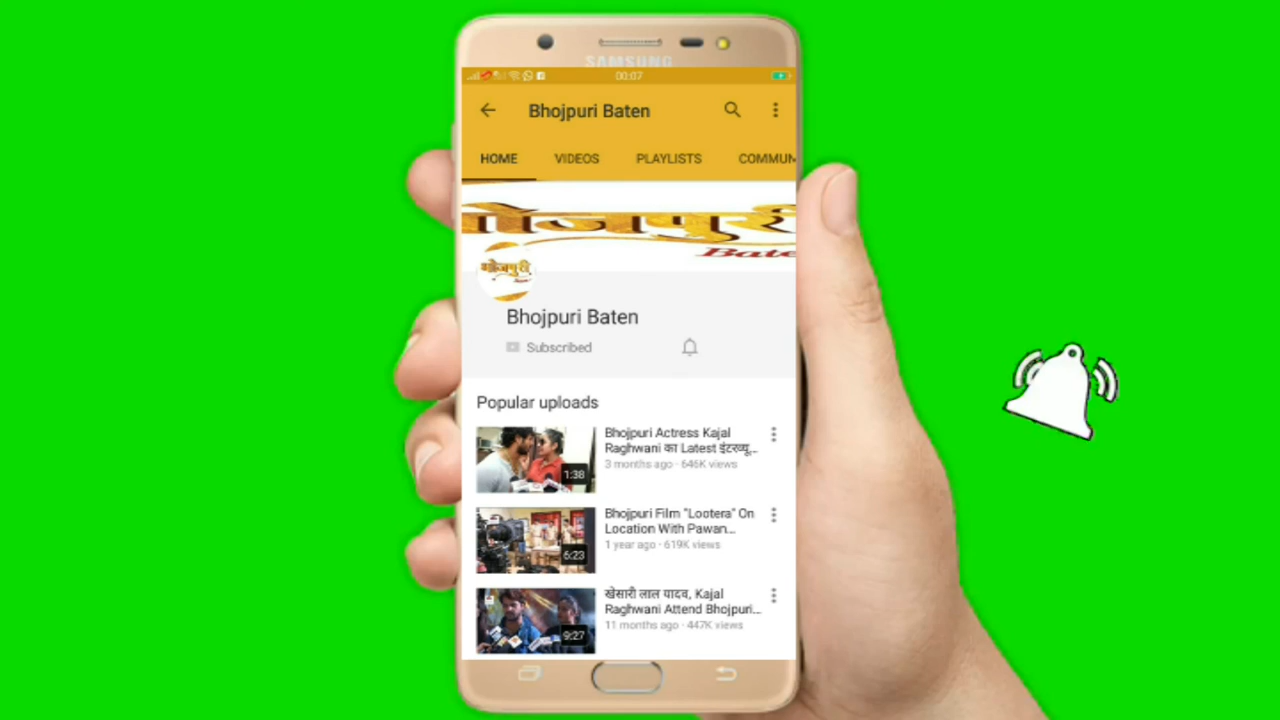 SAMSUNG
00:07
Bhojpuri Baten
HOME VIDEOS PLAYLISTS COMMUN
भोजपुरी
Bate
भोजपुरी
Bhojpuri Baten
Subscribed
Popular uploads
Bhojpuri Actress Kajal
Raghwani का Latest इंटरव्यू...
3 months ago · 646K views
1:38
Bhojpuri Film "Lootera" On
Location With Pawan...
1 year ago · 619K views
6:23
खेसारी लाल यादव, Kajal
Raghwani Attend Bhojpuri...
11 months ago · 447K views
9:27